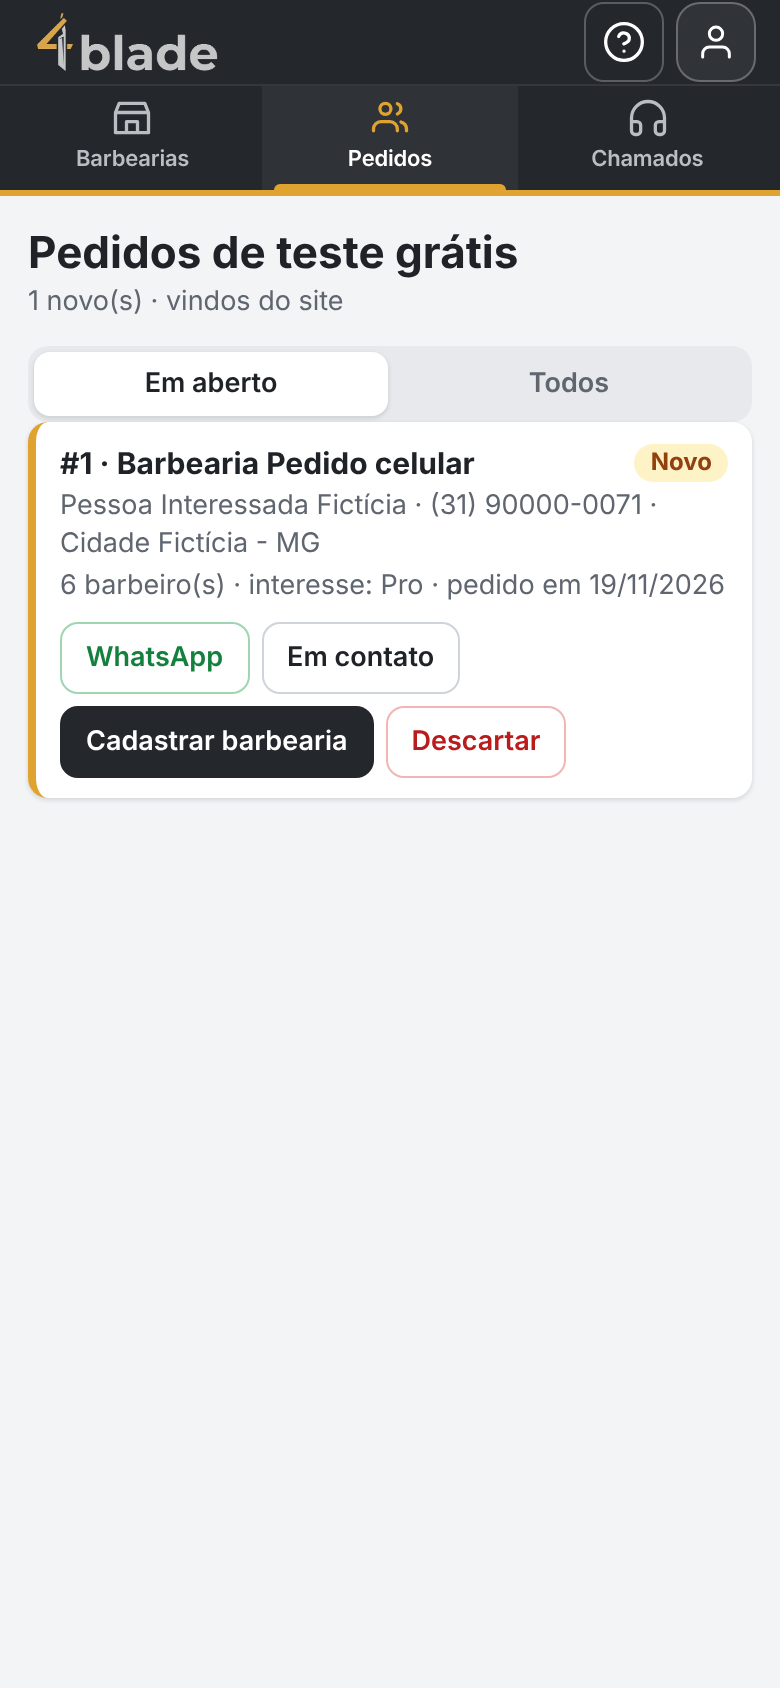 4blade
Barbearias
Pedidos
Chamados
Pedidos de teste grátis
1 novo(s) · vindos do site
Em aberto
Todos
#1 · Barbearia Pedido celular
Novo
Pessoa Interessada Fictícia · (31) 90000-0071 ·
Cidade Fictícia - MG
6 barbeiro(s) · interesse: Pro · pedido em 19/11/2026
WhatsApp
Em contato
Cadastrar barbearia
Descartar